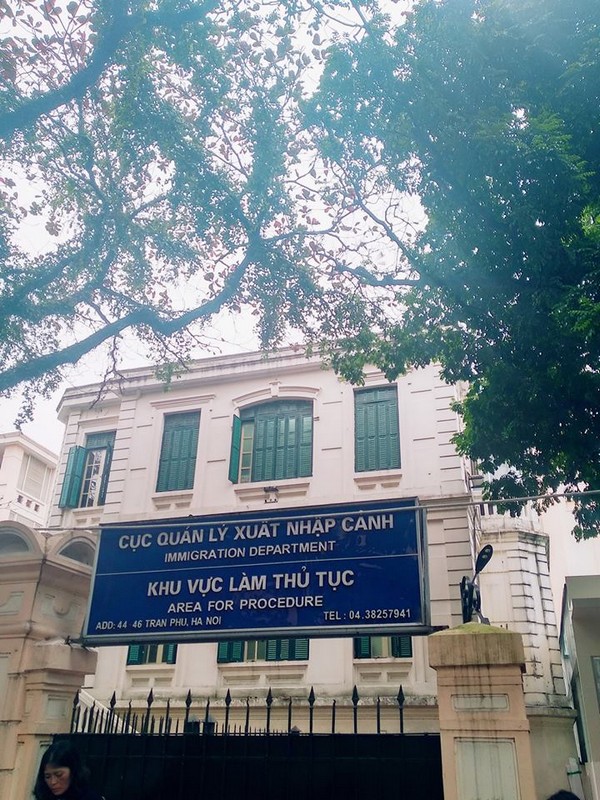 CỤC QUẢN LÝ XUẤT NHẬP CẢNH
IMMIGRATION DEPARTMENT
KHU VỰC LÀM THỦ TỤC
AREA FOR PROCEDURE
ADD: 44 46 TRAN PHU, HA NOI
TEL : 04.38257941